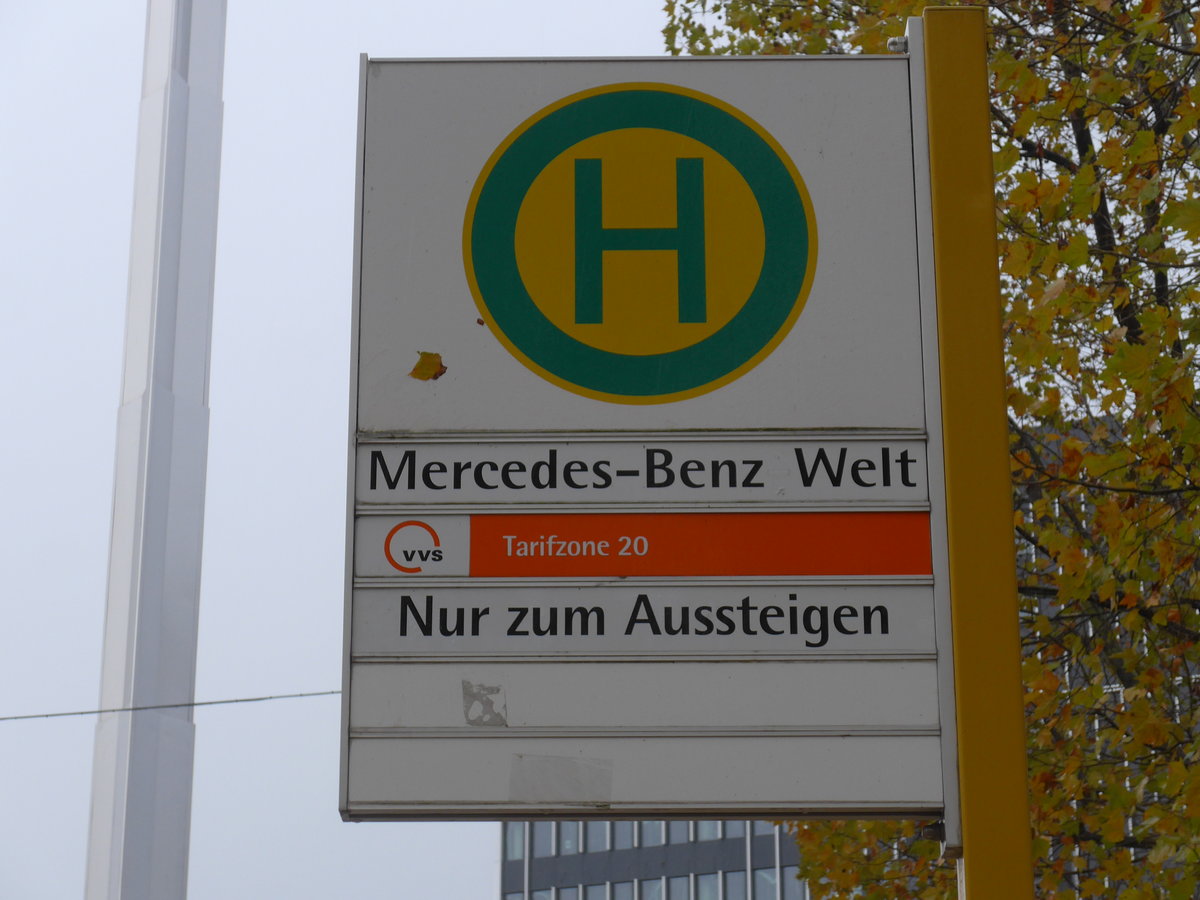 H
Mercedes-Benz Welt
VVS Tarifzone 20
Nur zum Aussteigen